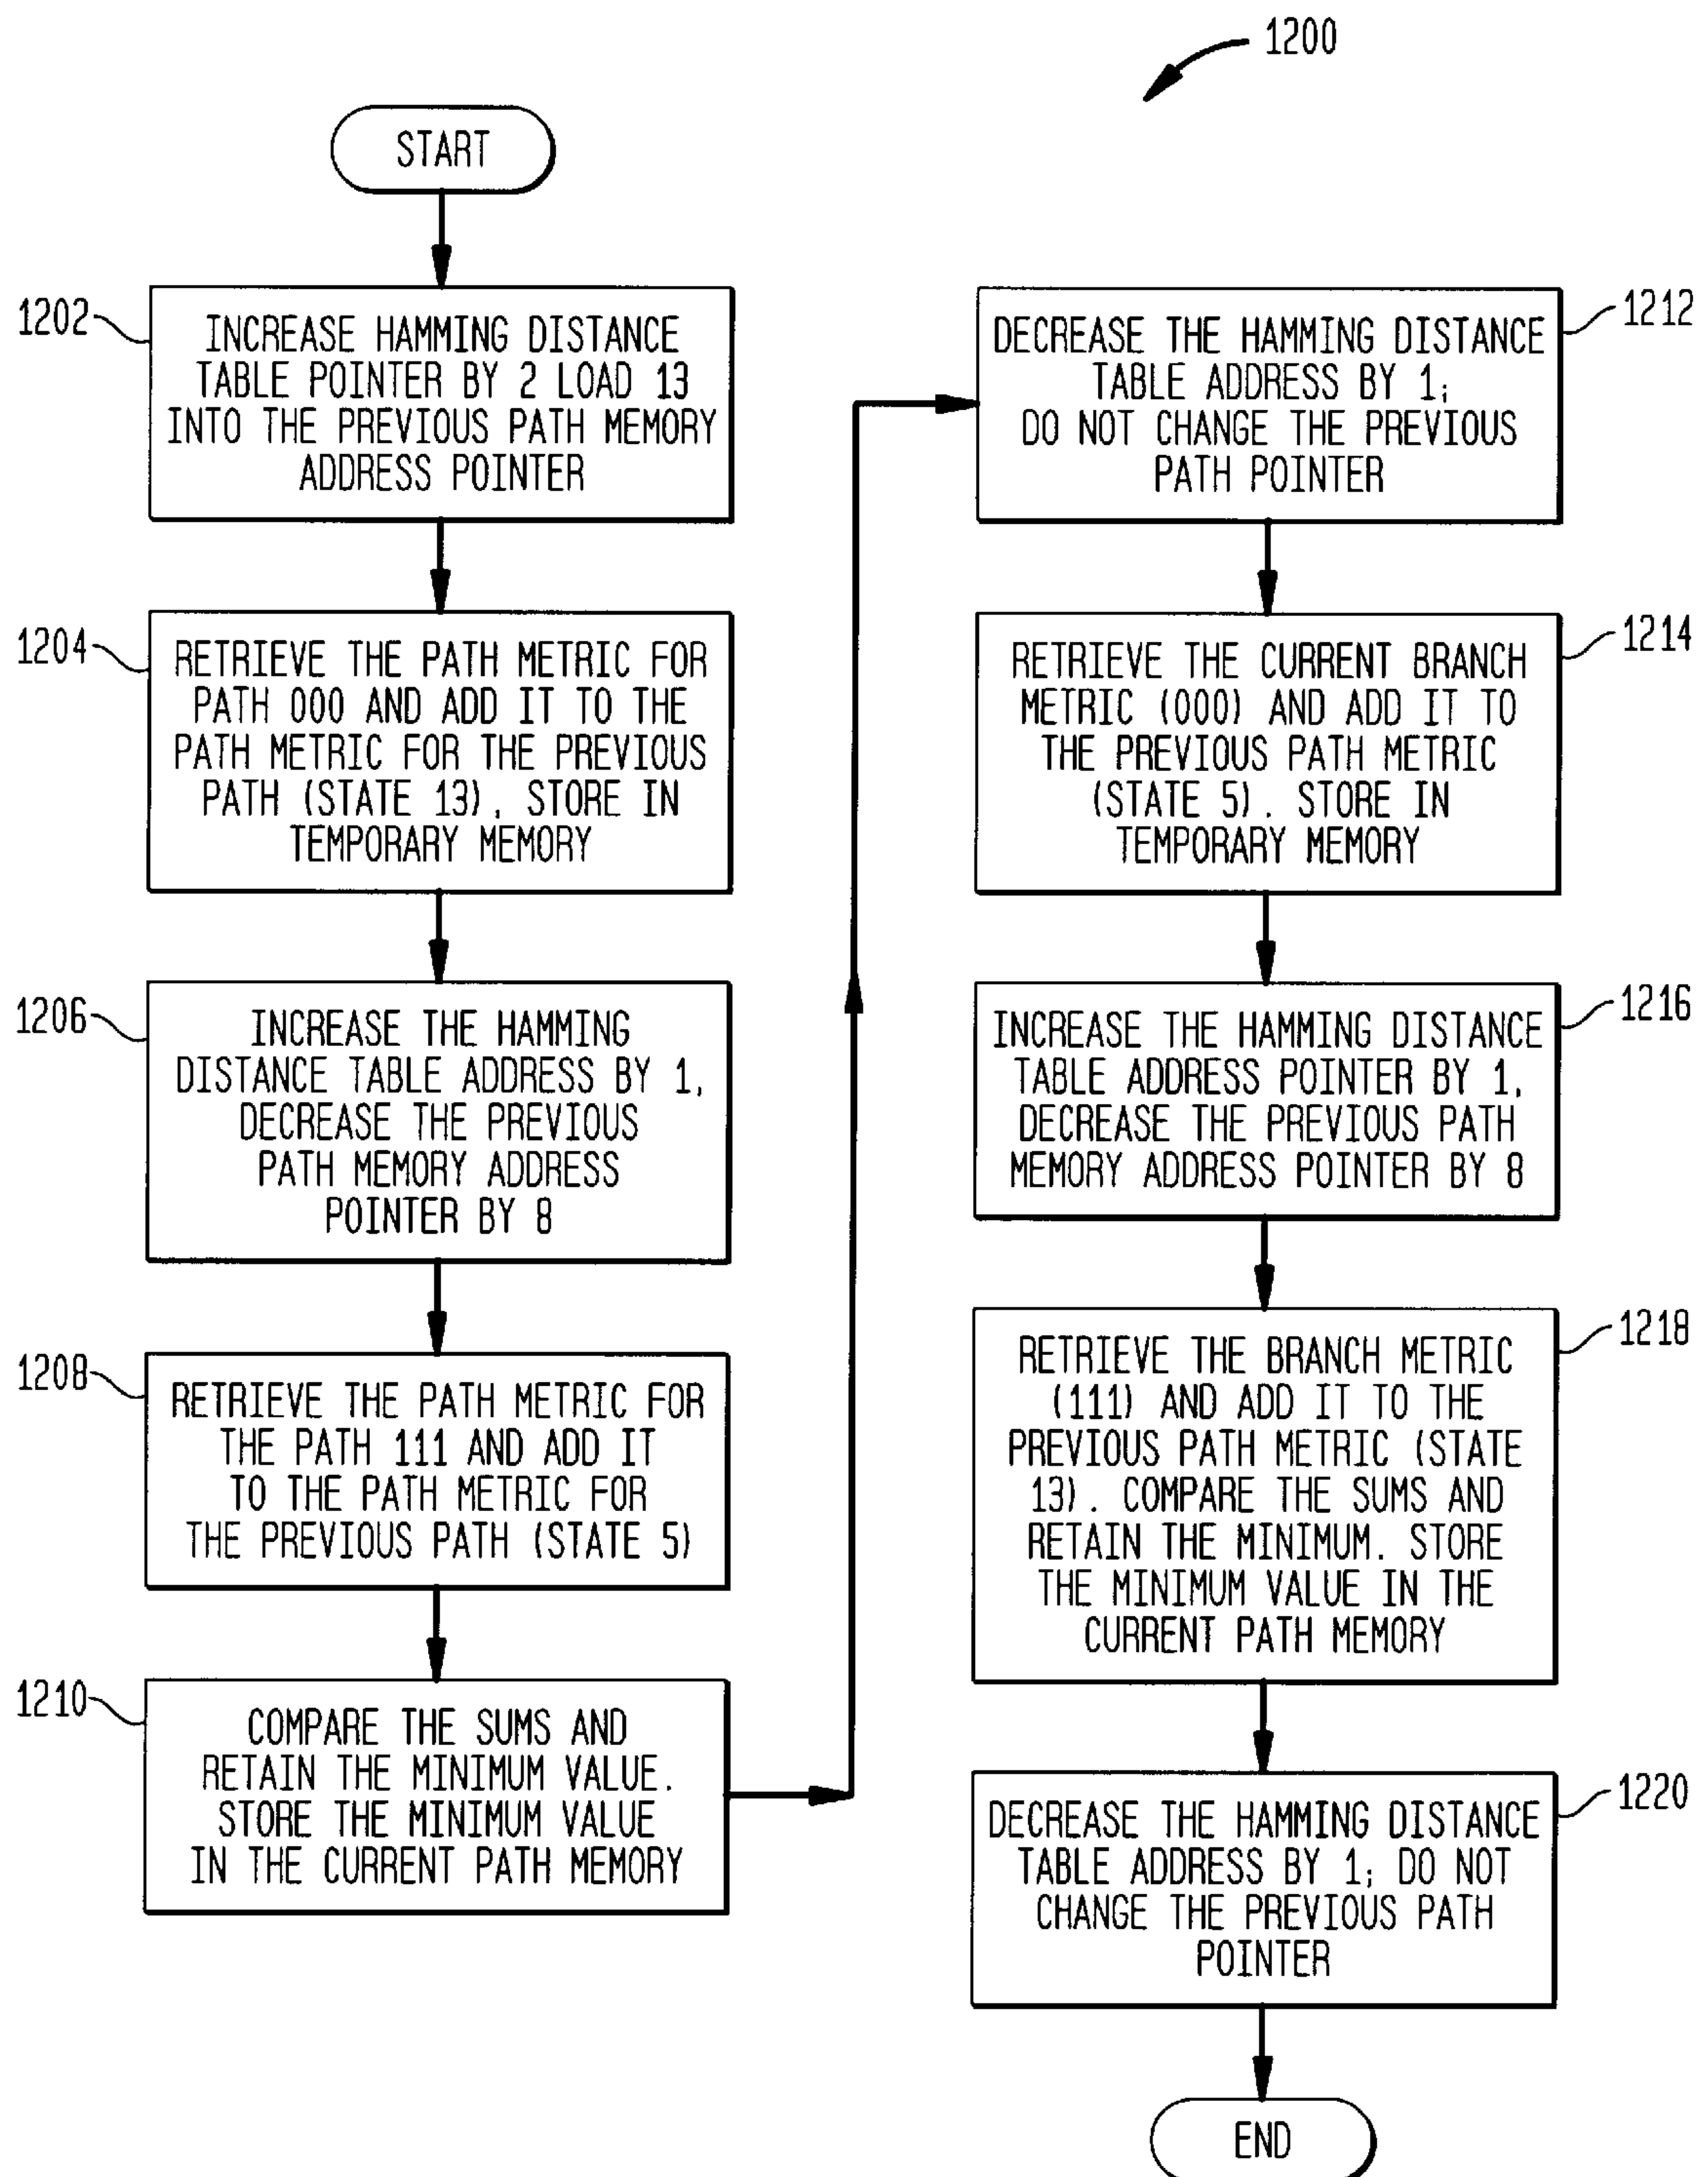 1200
START
1202
INCREASE HAMMING DISTANCE
TABLE POINTER BY 2 LOAD 13
INTO THE PREVIOUS PATH MEMORY
ADDRESS POINTER
1204
RETRIEVE THE PATH METRIC FOR
PATH 000 AND ADD IT TO THE
PATH METRIC FOR THE PREVIOUS
PATH (STATE 13), STORE IN
TEMPORARY MEMORY
1206
INCREASE THE HAMMING
DISTANCE TABLE ADDRESS BY 1,
DECREASE THE PREVIOUS
PATH MEMORY ADDRESS
POINTER BY 8
1208
RETRIEVE THE PATH METRIC FOR
THE PATH 111 AND ADD IT
TO THE PATH METRIC FOR
THE PREVIOUS PATH (STATE 5)
1210
COMPARE THE SUMS AND
RETAIN THE MINIMUM VALUE.
STORE THE MINIMUM VALUE
IN THE CURRENT PATH MEMORY
1212
DECREASE THE HAMMING DISTANCE
TABLE ADDRESS BY 1;
DO NOT CHANGE THE PREVIOUS
PATH POINTER
1214
RETRIEVE THE CURRENT BRANCH
METRIC (000) AND ADD IT TO
THE PREVIOUS PATH METRIC
(STATE 5). STORE IN
TEMPORARY MEMORY
1216
INCREASE THE HAMMING DISTANCE
TABLE ADDRESS POINTER BY 1,
DECREASE THE PREVIOUS PATH
MEMORY ADDRESS POINTER BY 8
1218
RETRIEVE THE BRANCH METRIC
(111) AND ADD IT TO THE
PREVIOUS PATH METRIC (STATE
13). COMPARE THE SUMS AND
RETAIN THE MINIMUM. STORE
THE MINIMUM VALUE IN THE
CURRENT PATH MEMORY
1220
DECREASE THE HAMMING DISTANCE
TABLE ADDRESS BY 1; DO NOT
CHANGE THE PREVIOUS PATH
POINTER
END